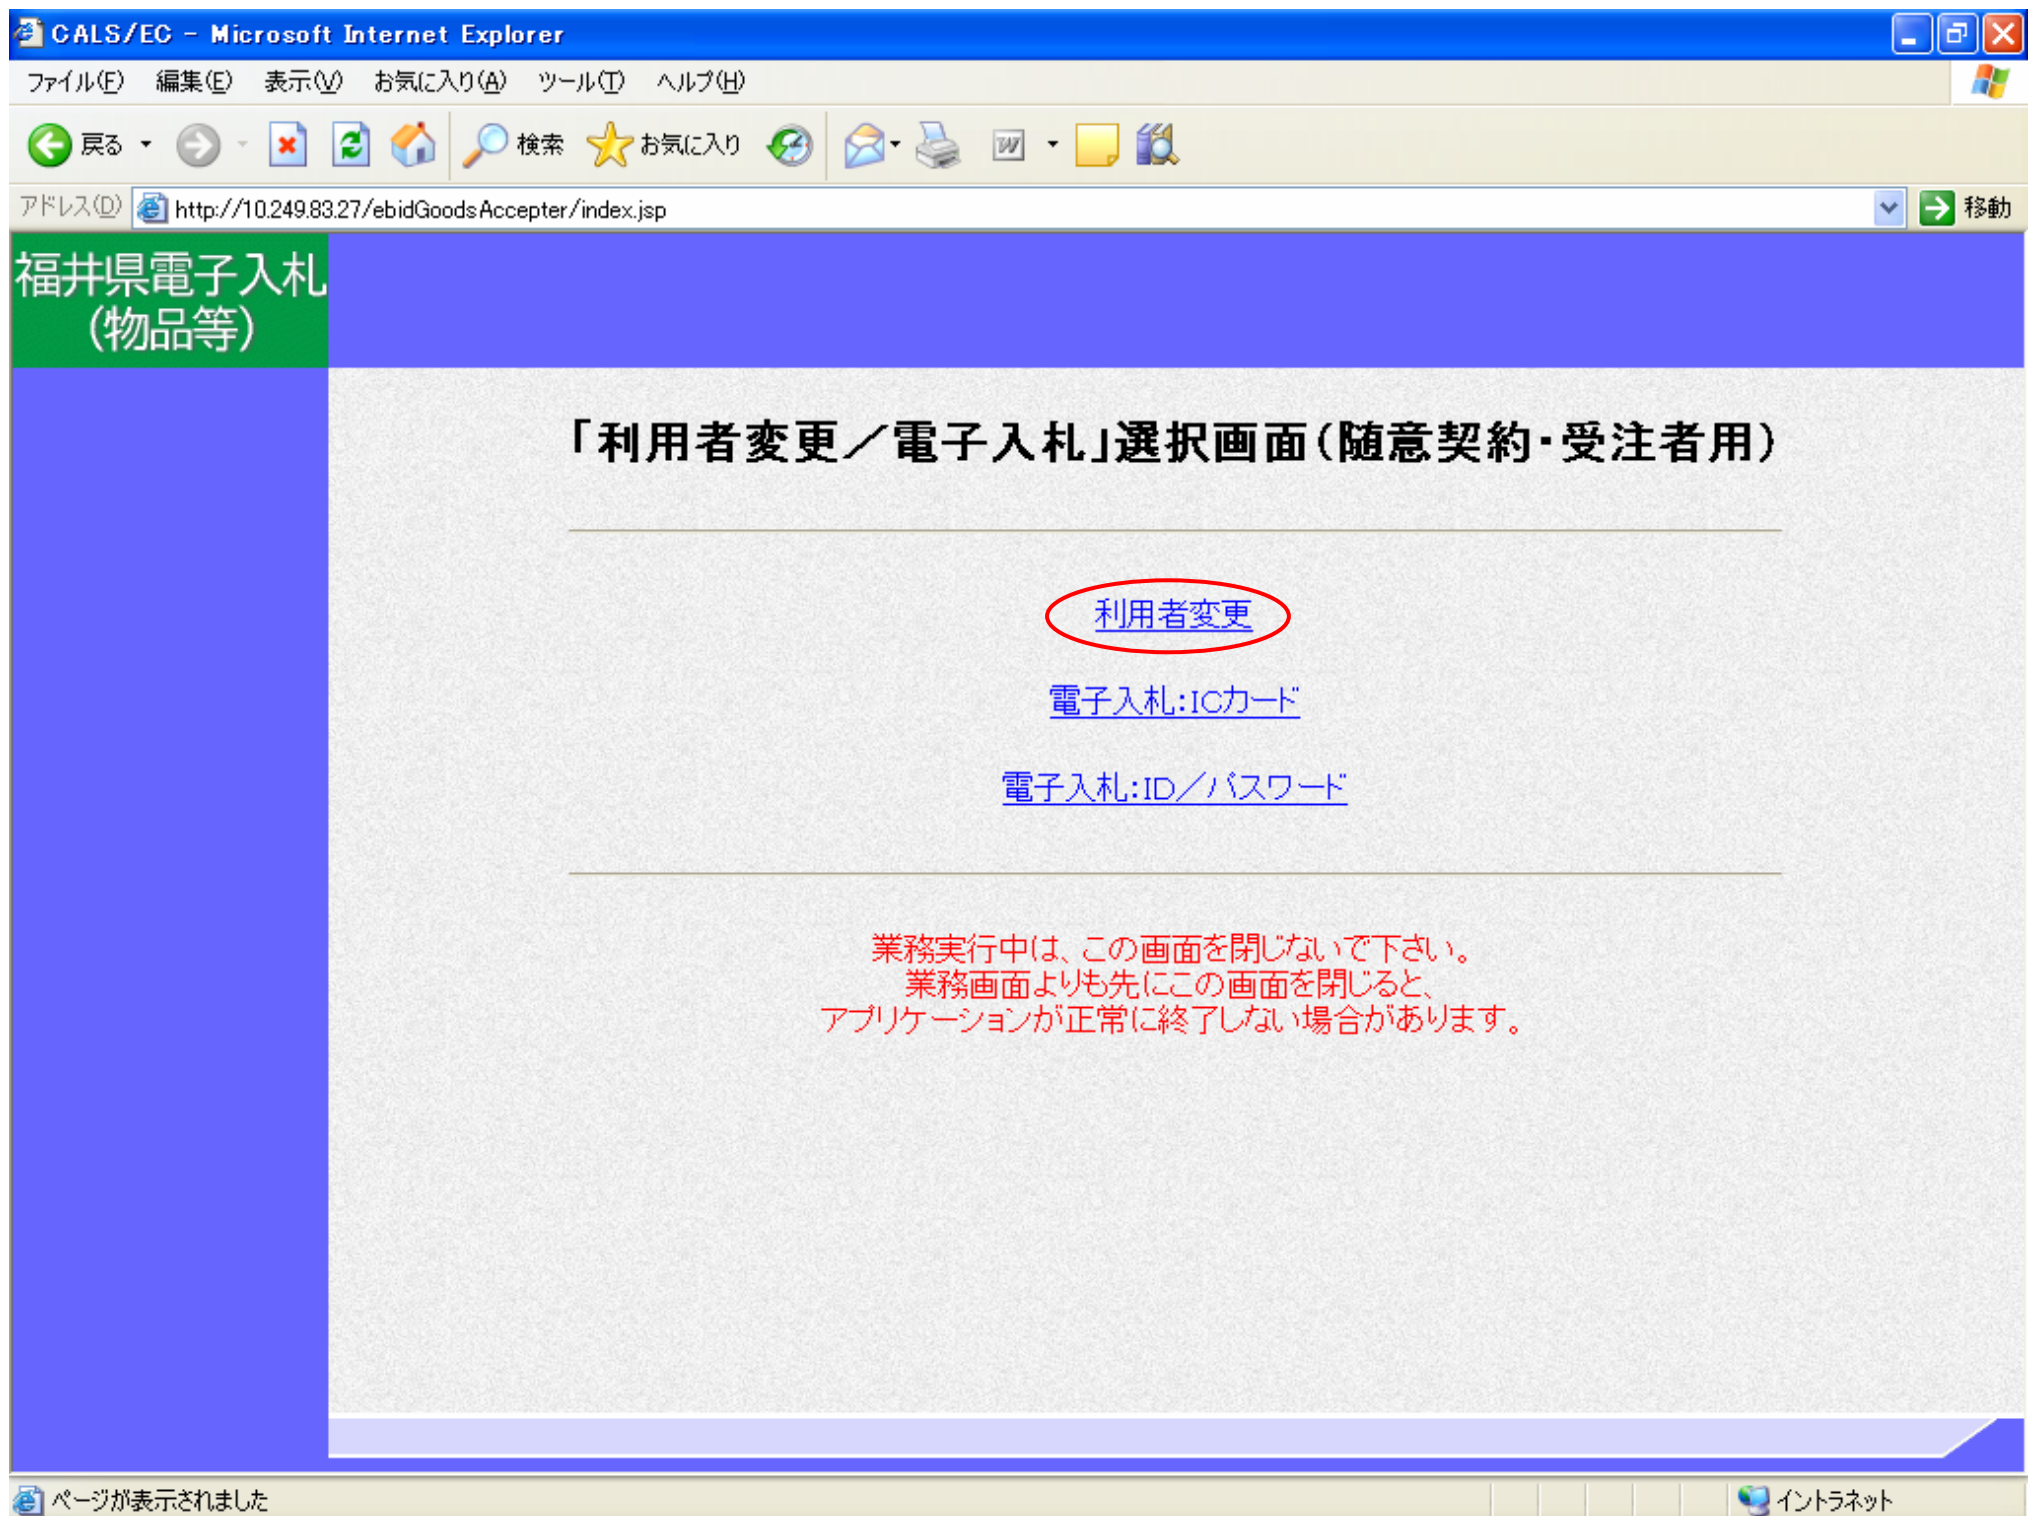 CALS/EC - Microsoft Internet Explorer
ファイル(F) 編集(E) 表示(V) お気に入り(A) ツール(T) ヘルプ(H)
戻る 検索 お気に入り W
アドレス(D) http://10.249.83.27/ebidGoodsAccepter/index.jsp 移動
福井県電子入札
(物品等)
「利用者変更／電子入札」選択画面(随意契約・受注者用)
利用者変更
電子入札:ICカード
電子入札:ID／パスワード
業務実行中は、この画面を閉じないで下さい。
業務画面よりも先にこの画面を閉じると、
アプリケーションが正常に終了しない場合があります。
ページが表示されました イントラネット